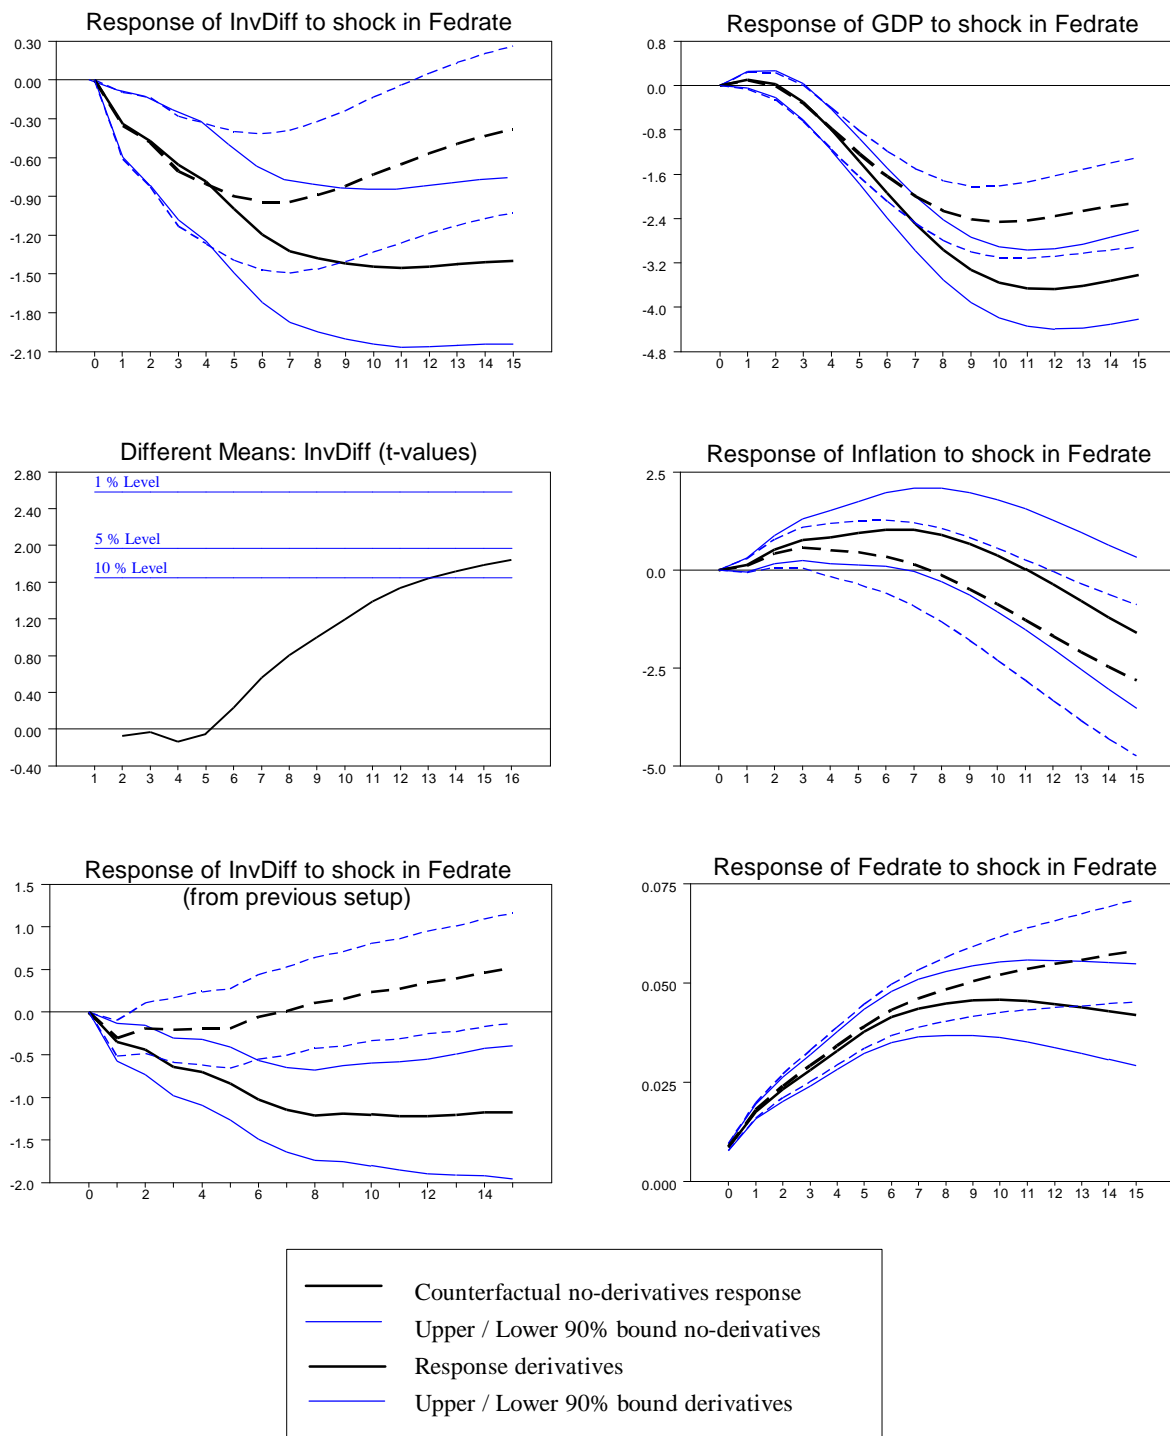 Response of InvDiff to shock in Fedrate
0.30
0.00
-0.30
-0.60
-0.90
-1.20
-1.50
-1.80
-2.10
0 1 2 3 4 5 6 7 8 9 10 11 12 13 14 15
Response of GDP to shock in Fedrate
0.8
0.0
-0.8
-1.6
-2.4
-3.2
-4.0
-4.8
0 1 2 3 4 5 6 7 8 9 10 11 12 13 14 15
Different Means: InvDiff (t-values)
2.80
2.40
2.00
1.60
1.20
0.80
0.40
0.00
-0.40
1 % Level
5 % Level
10 % Level
1 2 3 4 5 6 7 8 9 10 11 12 13 14 15 16
Response of Inflation to shock in Fedrate
2.5
0.0
-2.5
-5.0
0 1 2 3 4 5 6 7 8 9 10 11 12 13 14 15
Response of InvDiff to shock in Fedrate
(from previous setup)
1.5
1.0
0.5
0.0
-0.5
-1.0
-1.5
-2.0
0 2 4 6 8 10 12 14
Response of Fedrate to shock in Fedrate
0.075
0.050
0.025
0.000
0 1 2 3 4 5 6 7 8 9 10 11 12 13 14 15
Counterfactual no-derivatives response
Upper / Lower 90% bound no-derivatives
Response derivatives
Upper / Lower 90% bound derivatives